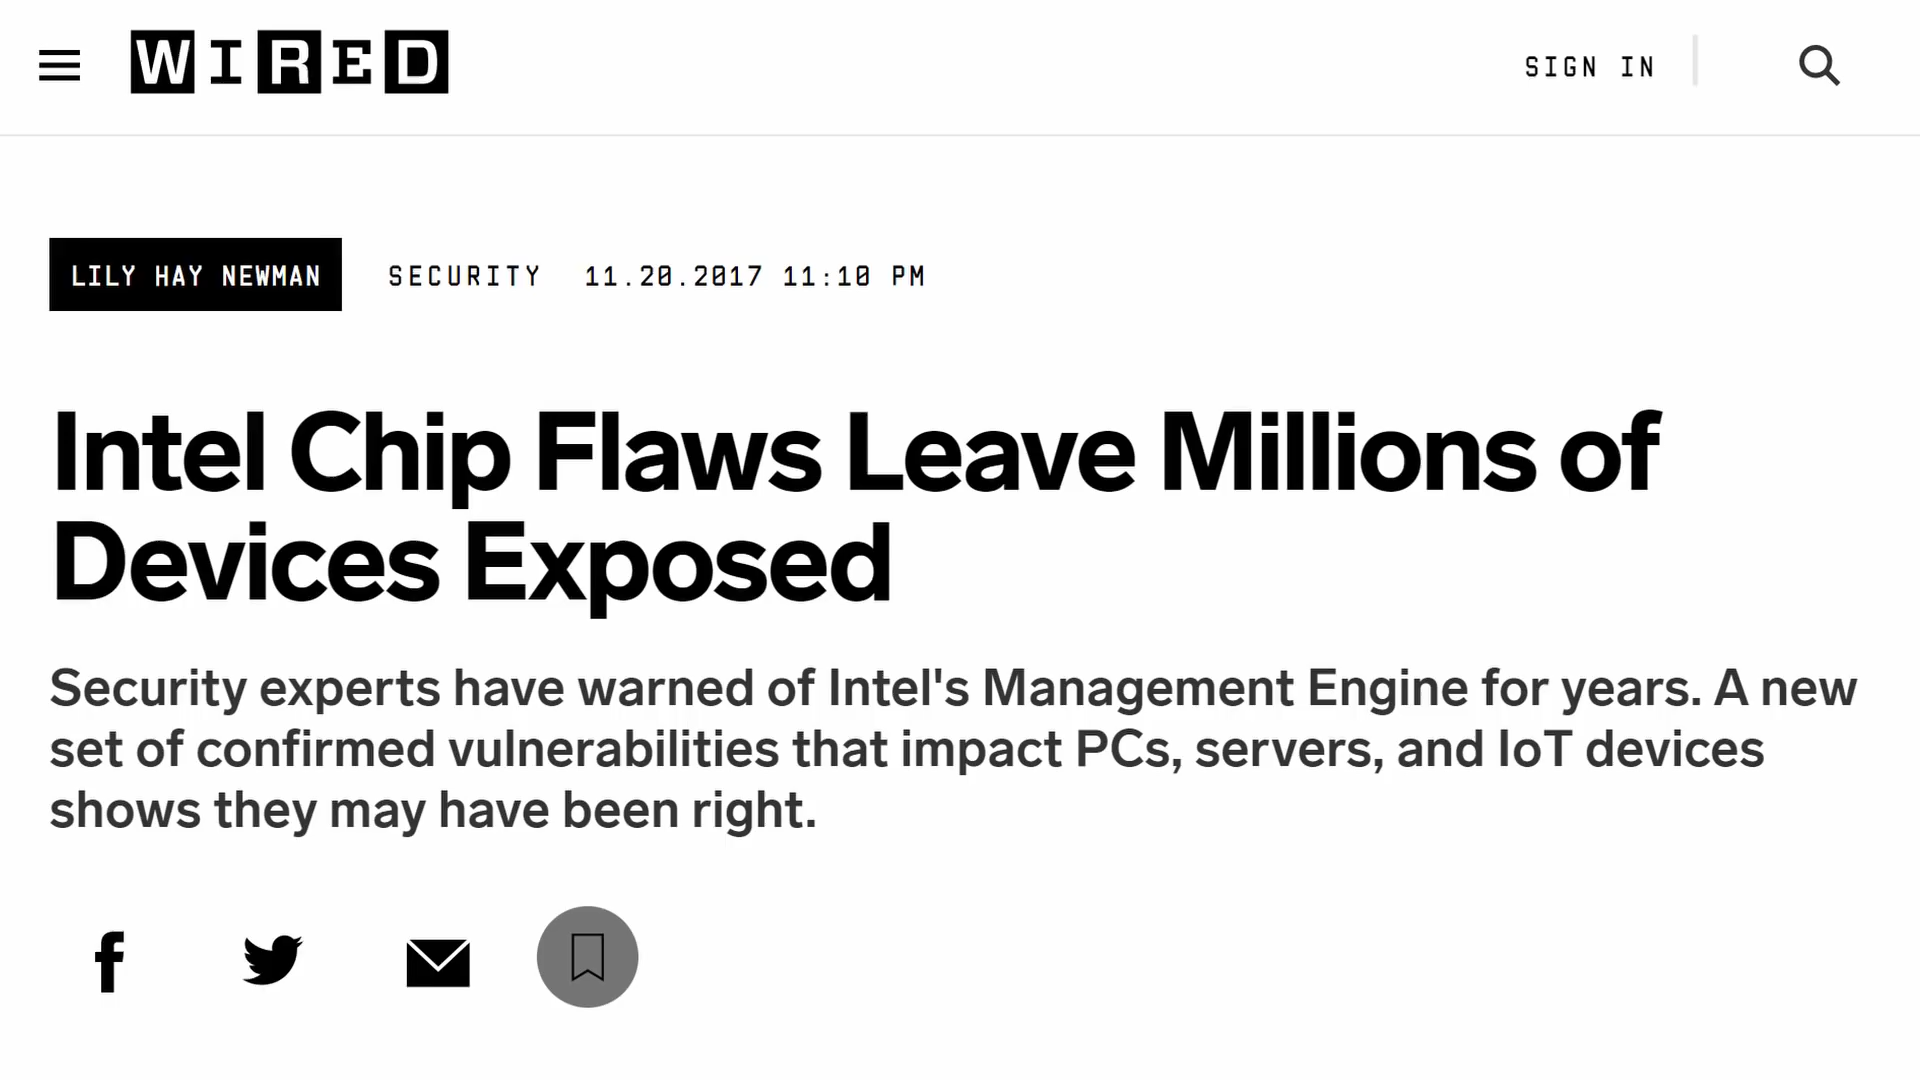 WIRED
SIGN IN
LILY HAY NEWMAN SECURITY 11.20.2017 11:10 PM
Intel Chip Flaws Leave Millions of
Devices Exposed
Security experts have warned of Intel's Management Engine for years. A new
set of confirmed vulnerabilities that impact PCs, servers, and IoT devices
shows they may have been right.